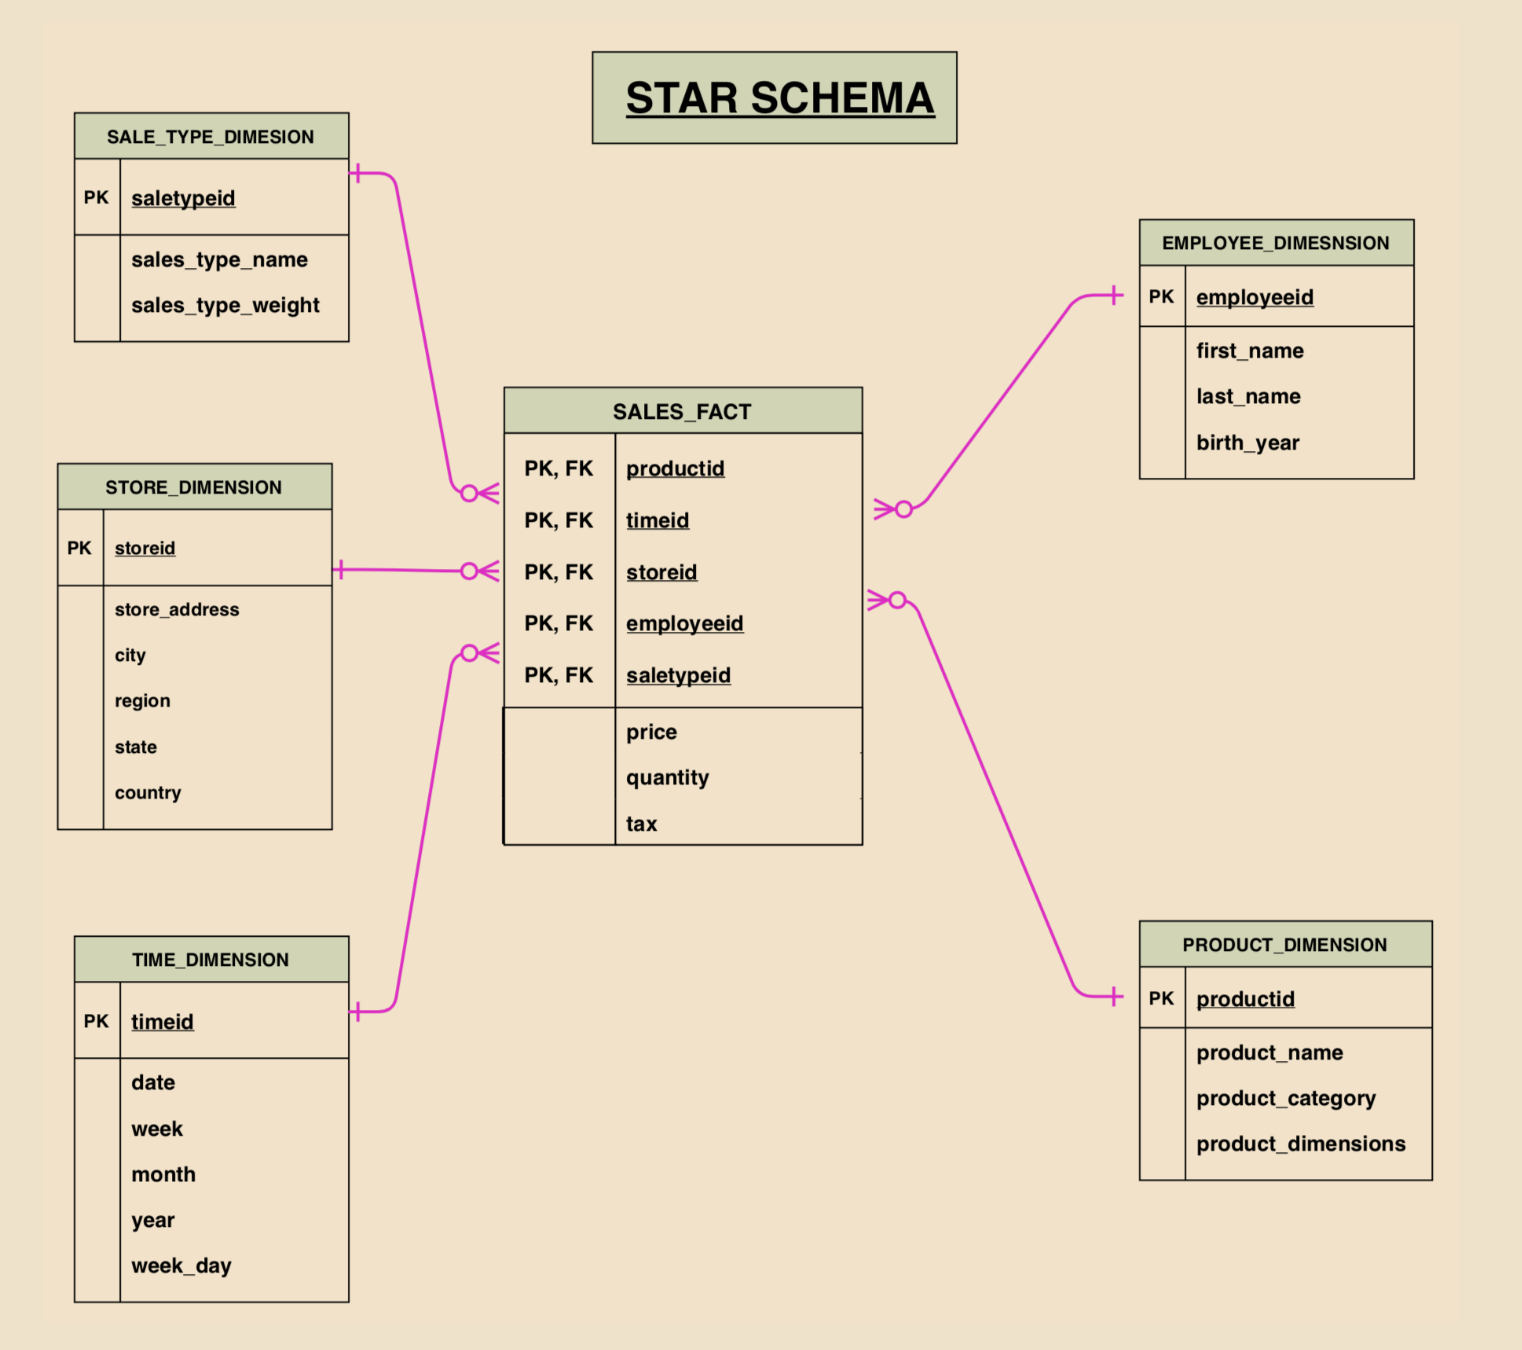 STAR SCHEMA
SALE_TYPE_DIMESION
PK saletypeid
sales_type_name
sales_type_weight
EMPLOYEE_DIMESNSION
PK employeeid
first_name
last_name
birth_year
SALES_FACT
PK, FK productid
PK, FK timeid
PK, FK storeid
PK, FK employeeid
PK, FK saletypeid
price
quantity
tax
STORE_DIMENSION
PK storeid
store_address
city
region
state
country
TIME_DIMENSION
PK timeid
date
week
month
year
week_day
PRODUCT_DIMENSION
PK productid
product_name
product_category
product_dimensions